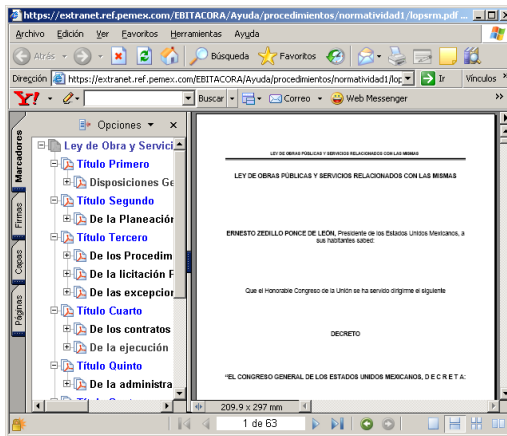 https://extranet.ref.pemex.com/EBITACORA/Ayuda/procedimientos/normatividad1/lopsrm.pdf ...
Archivo Edición Ver Favoritos Herramientas Ayuda
Atrás Búsqueda Favoritos
Dirección https://extranet.ref.pemex.com/EBITACORA/Ayuda/procedimientos/normatividad1/lop Ir Vínculos »
Y! Buscar Correo Web Messenger »
Opciones x
Marcadores
Firmas
Capas
Páginas
Ley de Obra y Servici
Título Primero
Disposiciones Ge
Título Segundo
De la Planeación
Título Tercero
De los Procedim
De la licitación P
De las excepcion
Título Cuarto
De los contratos
De la ejecución
Título Quinto
De la administra
LEY DE OBRAS PÚBLICAS Y SERVICIOS RELACIONADOS CON LAS MISMAS
LEY DE OBRAS PÚBLICAS Y SERVICIOS RELACIONADOS CON LAS MISMAS
ERNESTO ZEDILLO PONCE DE LEÓN, Presidente de los Estados Unidos Mexicanos, a
sus habitantes sabed:
Que el Honorable Congreso de la Unión se ha servido dirigirme el siguiente
DECRETO
"EL CONGRESO GENERAL DE LOS ESTADOS UNIDOS MEXICANOS, D E C R E T A:
209.9 x 297 mm
1 de 63